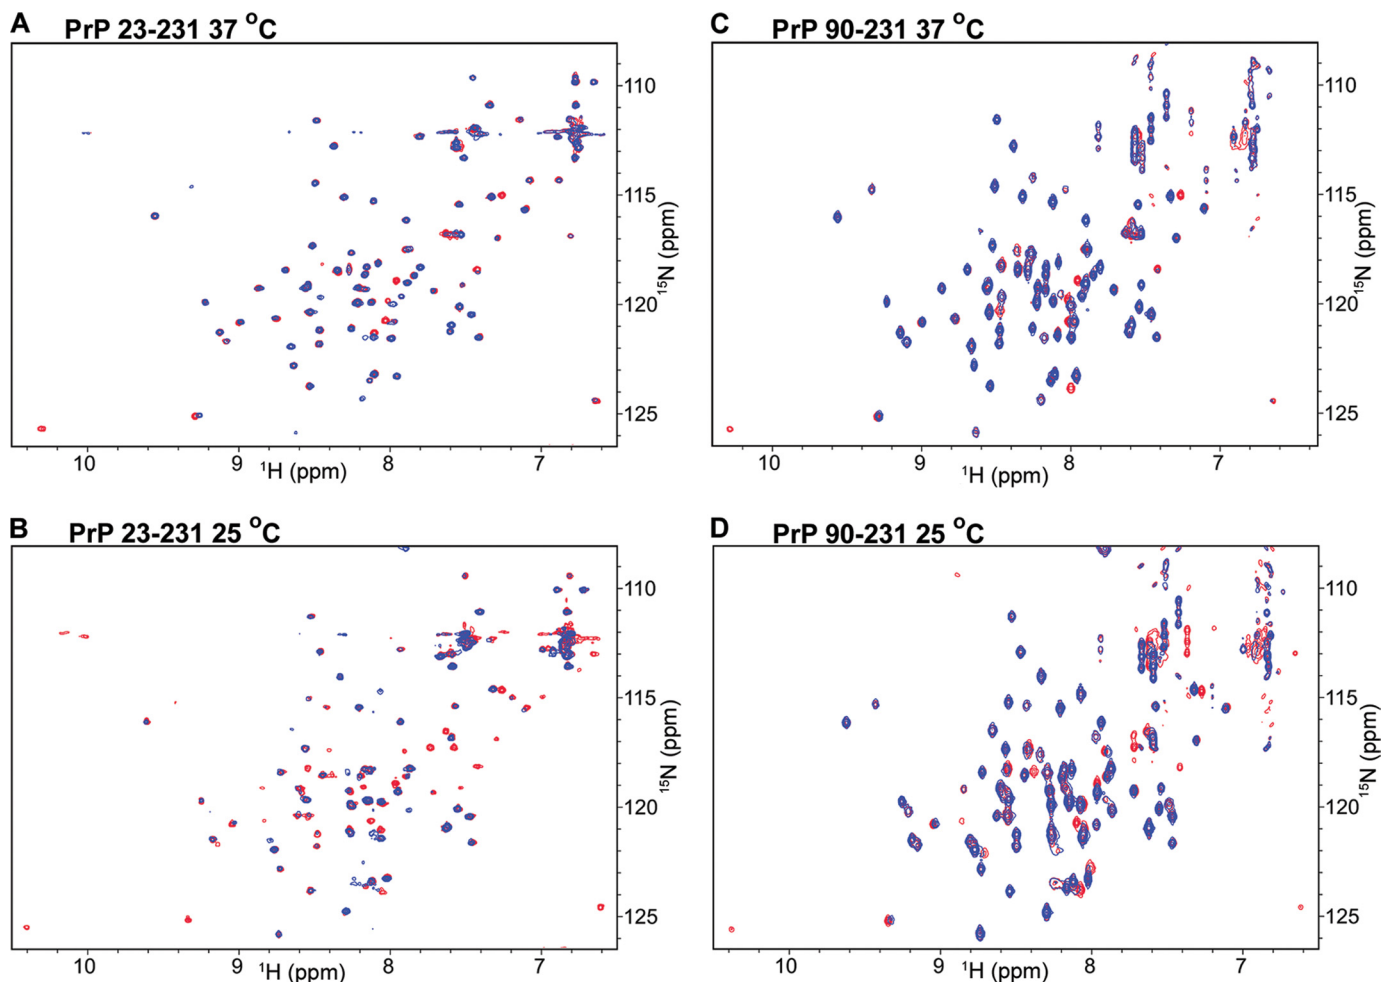 A PrP 23-231 37 °C
110
115
120
125
¹⁵N (ppm)
10 9 8 7
¹H (ppm)
C PrP 90-231 37 °C
110
115
120
125
¹⁵N (ppm)
10 9 8 7
¹H (ppm)
B PrP 23-231 25 °C
110
115
120
125
¹⁵N (ppm)
10 9 8 7
¹H (ppm)
D PrP 90-231 25 °C
110
115
120
125
¹⁵N (ppm)
10 9 8 7
¹H (ppm)